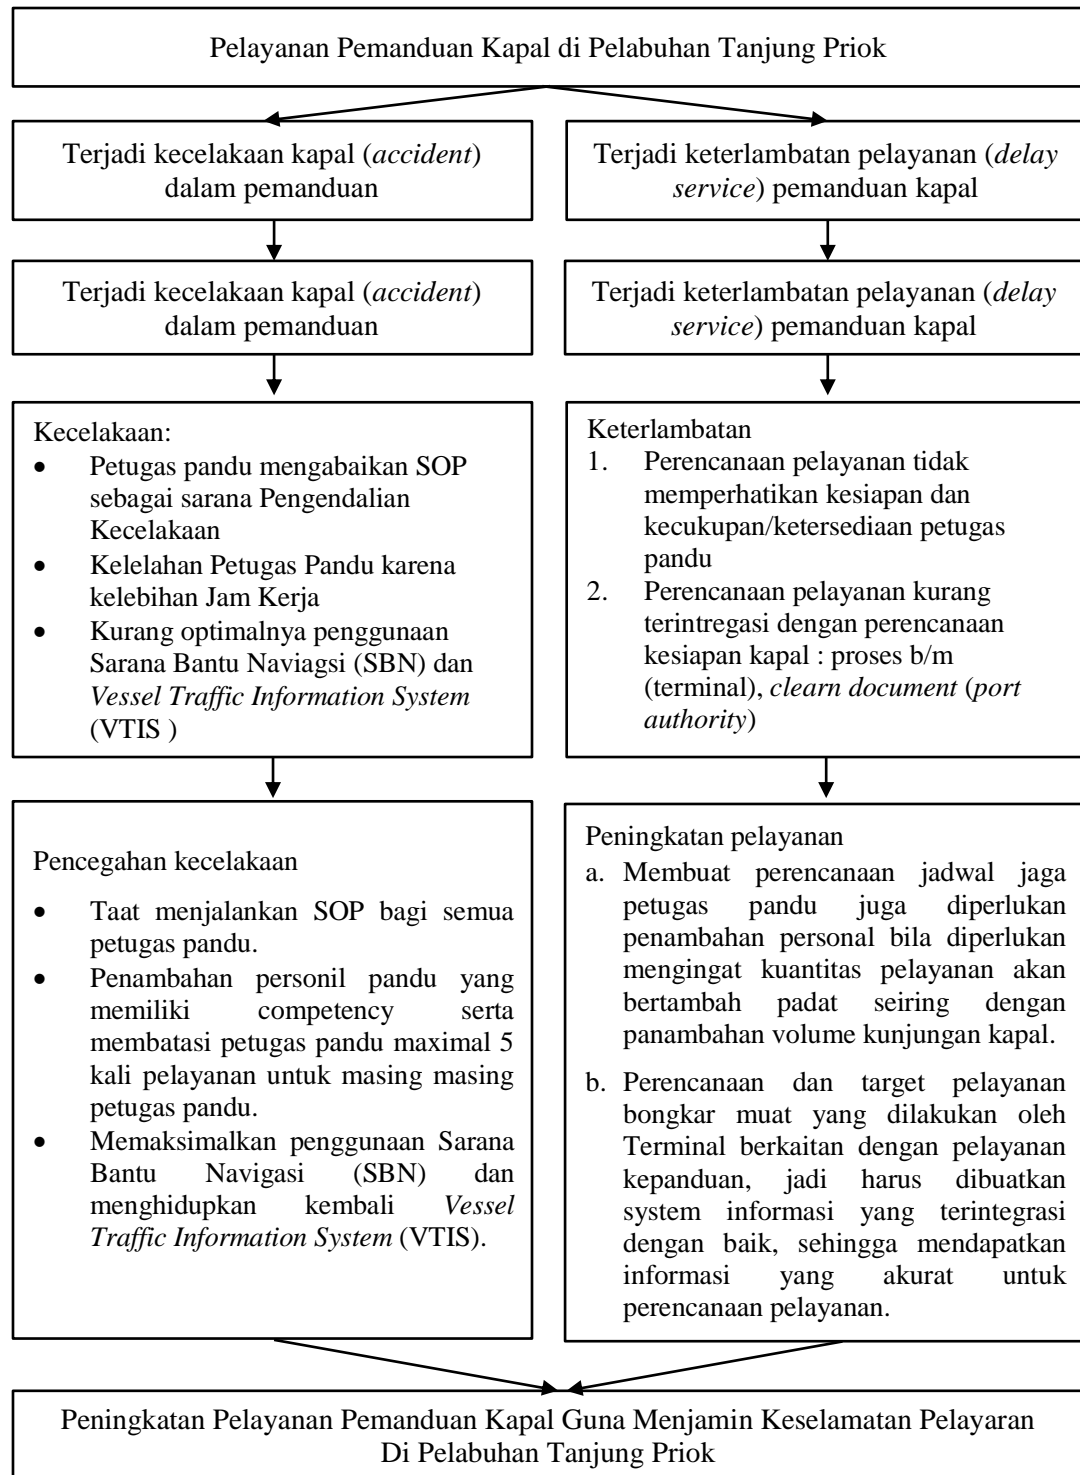 Pelayanan Pemanduan Kapal di Pelabuhan Tanjung Priok
Terjadi kecelakaan kapal (accident)
dalam pemanduan
Terjadi keterlambatan pelayanan (delay
service) pemanduan kapal
Terjadi kecelakaan kapal (accident)
dalam pemanduan
Terjadi keterlambatan pelayanan (delay
service) pemanduan kapal
Kecelakaan:
• Petugas pandu mengabaikan SOP
sebagai sarana Pengendalian
Kecelakaan
• Kelelahan Petugas Pandu karena
kelebihan Jam Kerja
• Kurang optimalnya penggunaan
Sarana Bantu Naviagsi (SBN) dan
Vessel Traffic Information System
(VTIS )
Keterlambatan
1. Perencanaan pelayanan tidak
memperhatikan kesiapan dan
kecukupan/ketersediaan petugas
pandu
2. Perencanaan pelayanan kurang
terintregasi dengan perencanaan
kesiapan kapal : proses b/m
(terminal), clearn document (port
authority)
Pencegahan kecelakaan
• Taat menjalankan SOP bagi semua
petugas pandu.
• Penambahan personil pandu yang
memiliki competency serta
membatasi petugas pandu maximal 5
kali pelayanan untuk masing masing
petugas pandu.
• Memaksimalkan penggunaan Sarana
Bantu Navigasi (SBN) dan
menghidupkan kembali Vessel
Traffic Information System (VTIS).
Peningkatan pelayanan
a. Membuat perencanaan jadwal jaga
petugas pandu juga diperlukan
penambahan personal bila diperlukan
mengingat kuantitas pelayanan akan
bertambah padat seiring dengan
panambahan volume kunjungan kapal.
b. Perencanaan dan target pelayanan
bongkar muat yang dilakukan oleh
Terminal berkaitan dengan pelayanan
kepanduan, jadi harus dibuatkan
system informasi yang terintegrasi
dengan baik, sehingga mendapatkan
informasi yang akurat untuk
perencanaan pelayanan.
Peningkatan Pelayanan Pemanduan Kapal Guna Menjamin Keselamatan Pelayaran
Di Pelabuhan Tanjung Priok